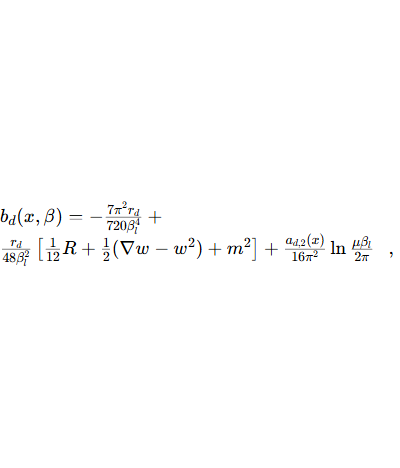 b_d(x, β) = −\frac{7π^2 r_d}{720β_l^4} +
\frac{r_d}{48β_l^2} [\frac{1}{12}R + \frac{1}{2}(∇w − w^2) + m^2] + \frac{a_{d,2}(x)}{16π^2} ln \frac{μβ_l}{2π} ,